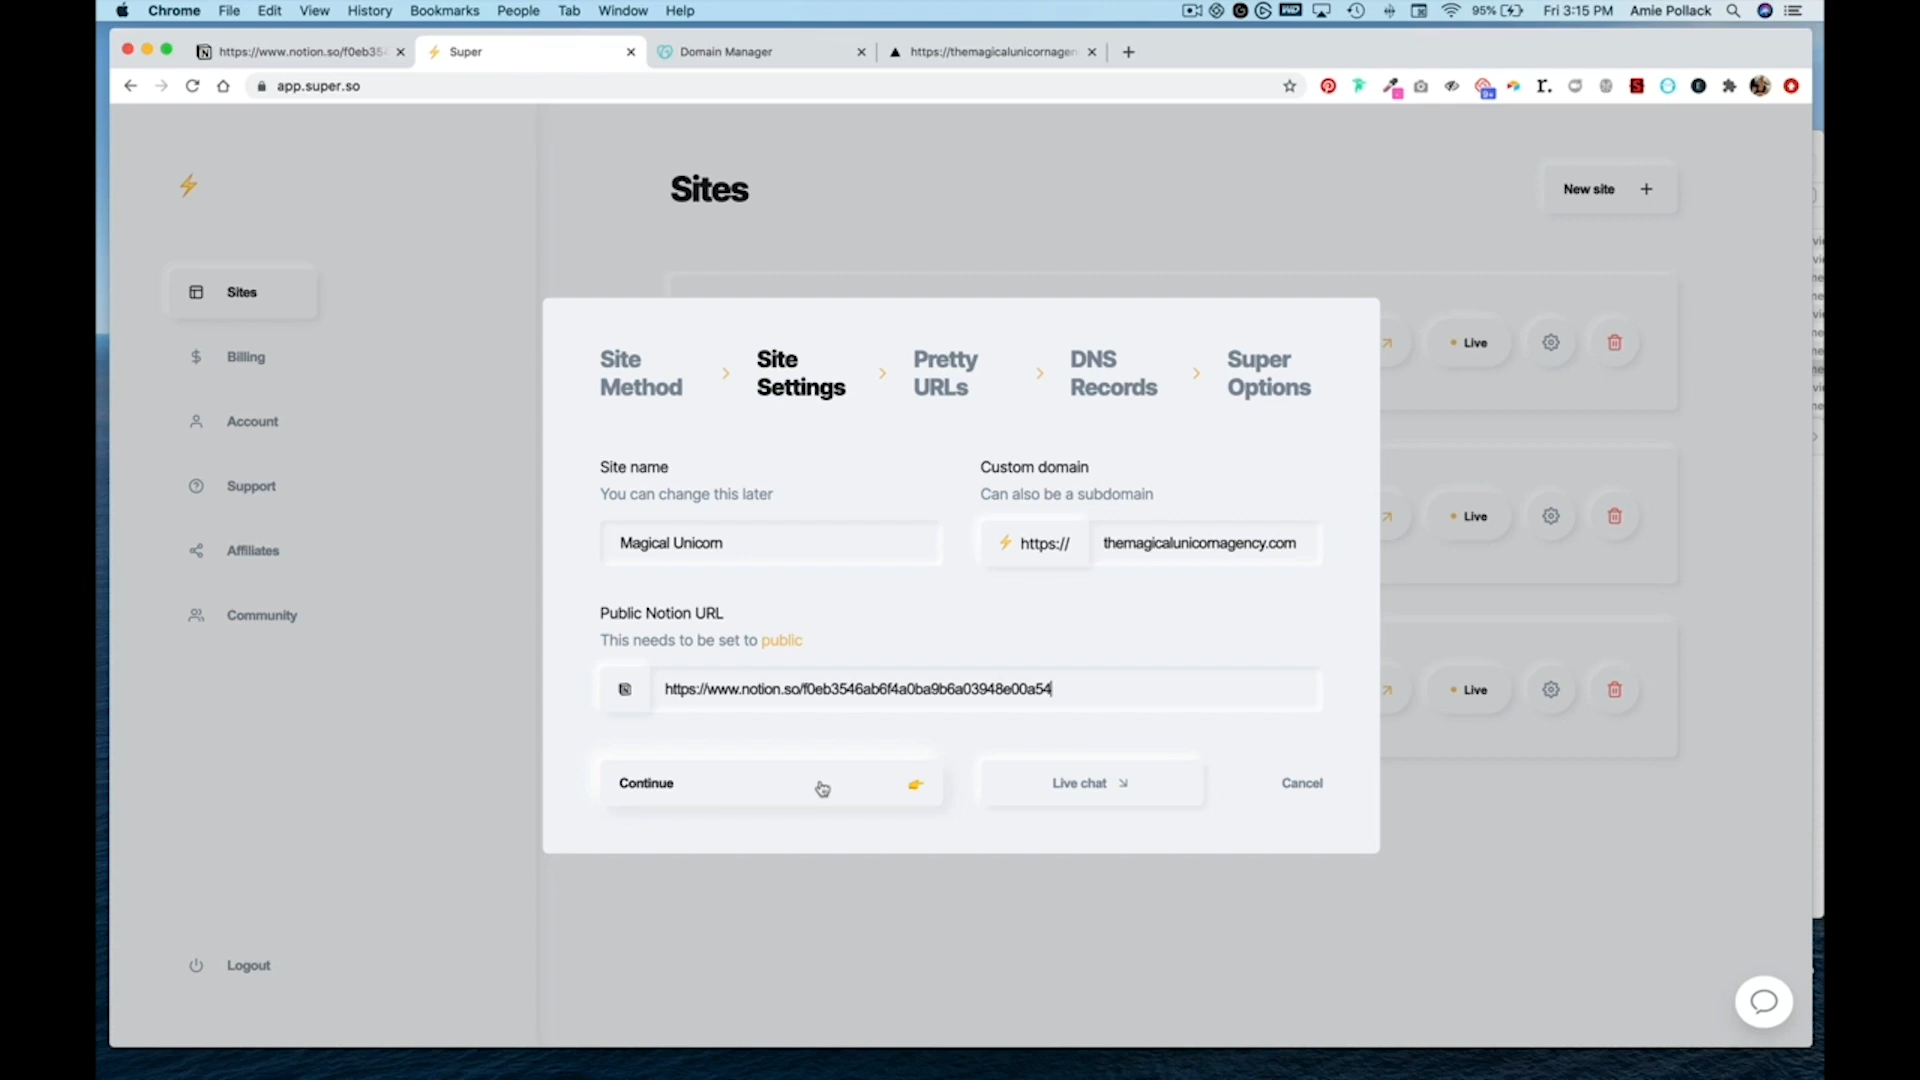 Chrome File Edit View History Bookmarks People Tab Window Help 95% Fri 3:15 PM Amie Pollack
https://www.notion.so/f0eb35 Super Domain Manager https://themagicalunicornagen
app.super.so
Sites
New site
Sites
Billing
Account
Support
Affiliates
Community
Logout
Live
Live
Live
Site Method
Site Settings
Pretty URLs
DNS Records
Super Options
Site name
You can change this later
Magical Unicorn
Custom domain
Can also be a subdomain
https:// themagicalunicornagency.com
Public Notion URL
This needs to be set to public
https://www.notion.so/f0eb3546ab6f4a0ba9b6a03948e00a54
Continue
Live chat
Cancel